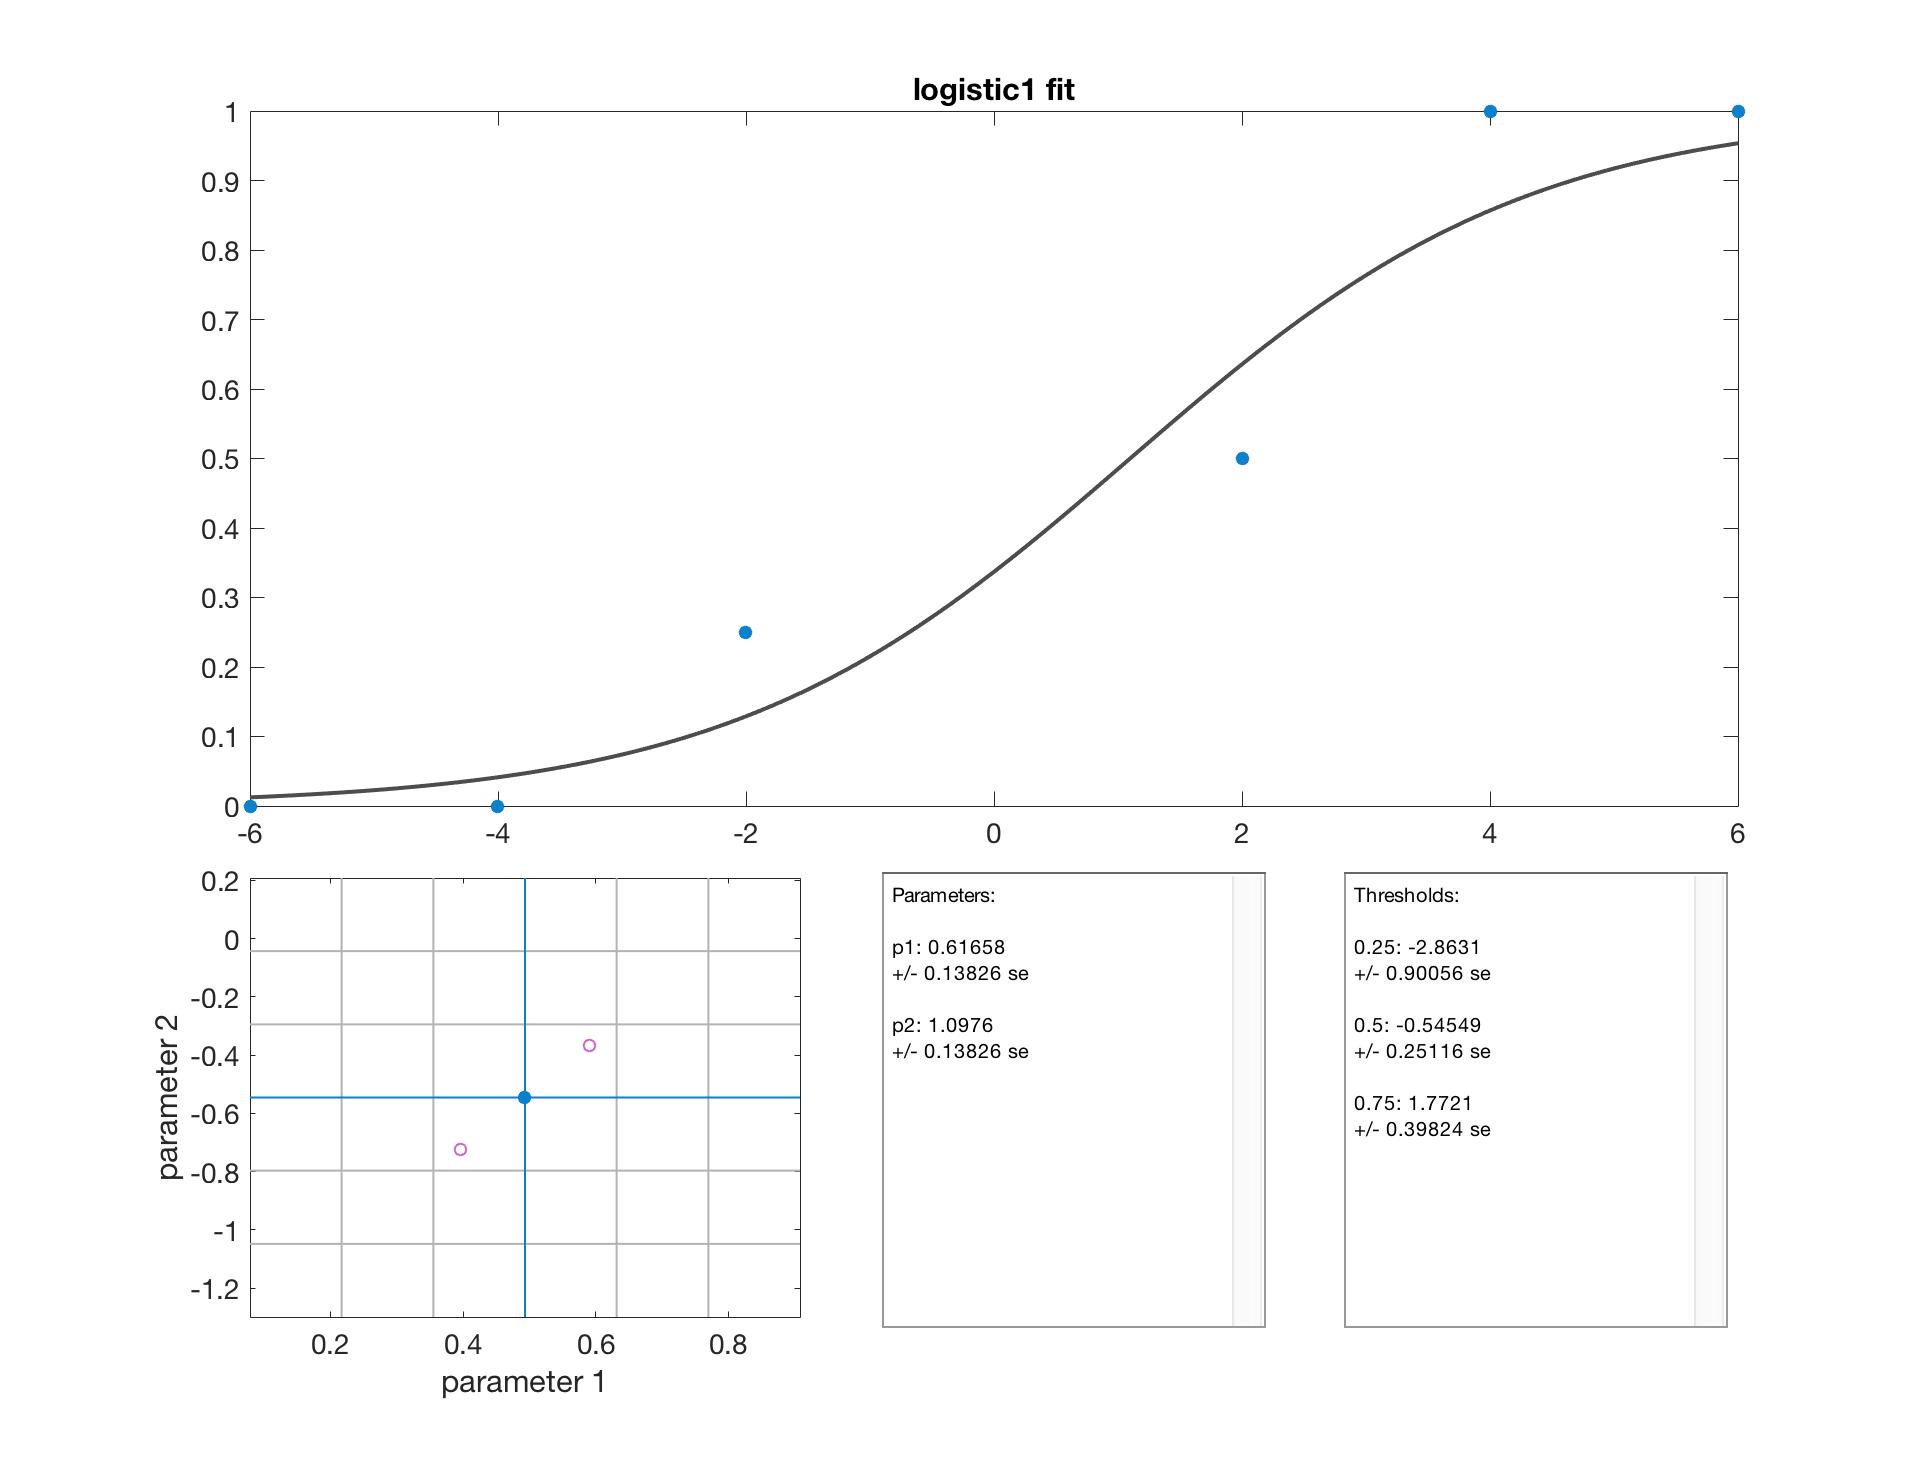 logistic1 fit
1
0.9
0.8
0.7
0.6
0.5
0.4
0.3
0.2
0.1
0
-6 -4 -2 0 2 4 6
0.2
0
-0.2
-0.4
-0.6
-0.8
-1
-1.2
parameter 2
0.2 0.4 0.6 0.8
parameter 1
Parameters:
p1: 0.61658
+/- 0.13826 se
p2: 1.0976
+/- 0.13826 se
Thresholds:
0.25: -2.8631
+/- 0.90056 se
0.5: -0.54549
+/- 0.25116 se
0.75: 1.7721
+/- 0.39824 se